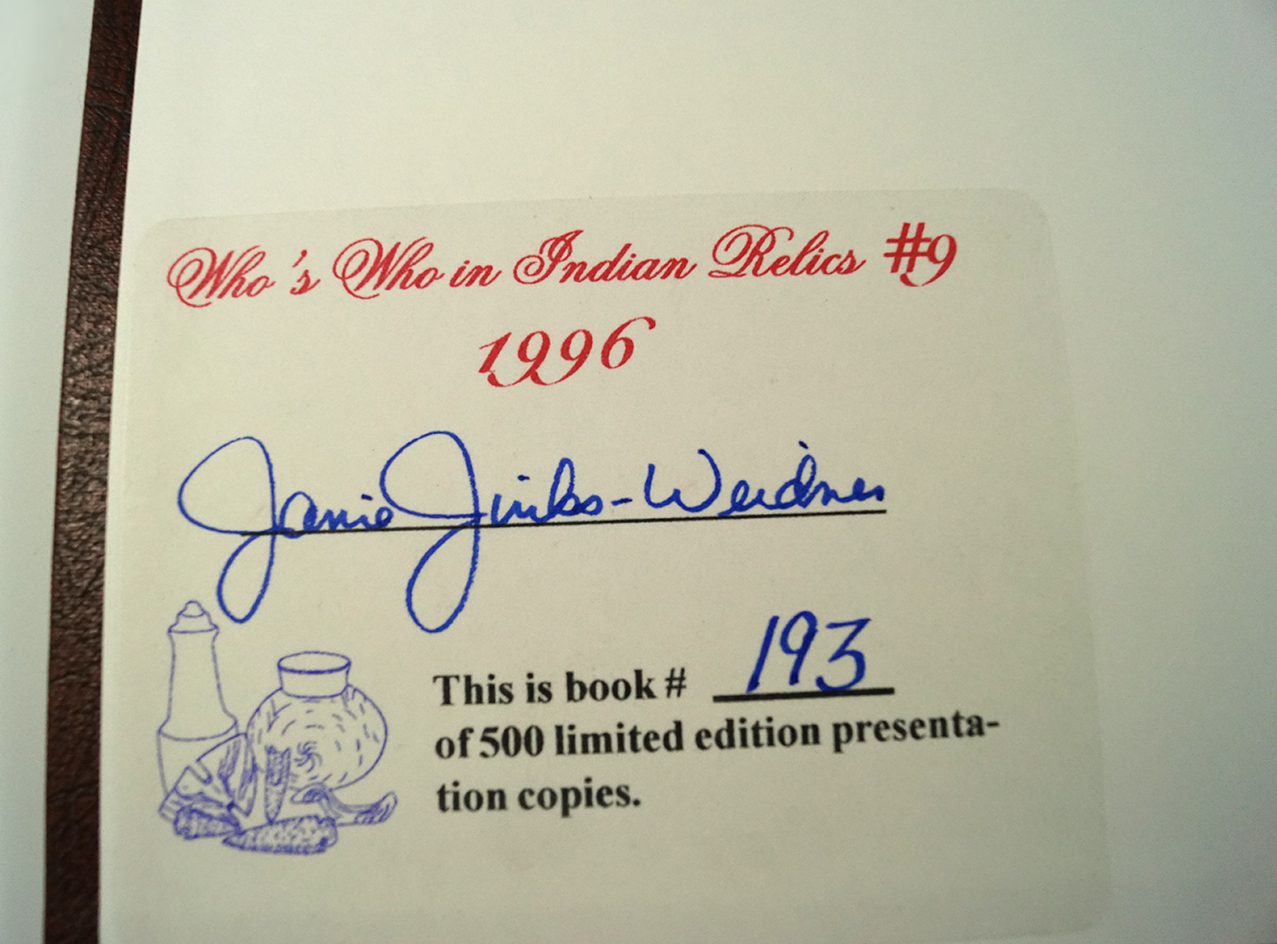 Who's Who in Indian Relics #9
1996
Janie Jinks-Weidner
This is book # 193
of 500 limited edition presenta-
tion copies.